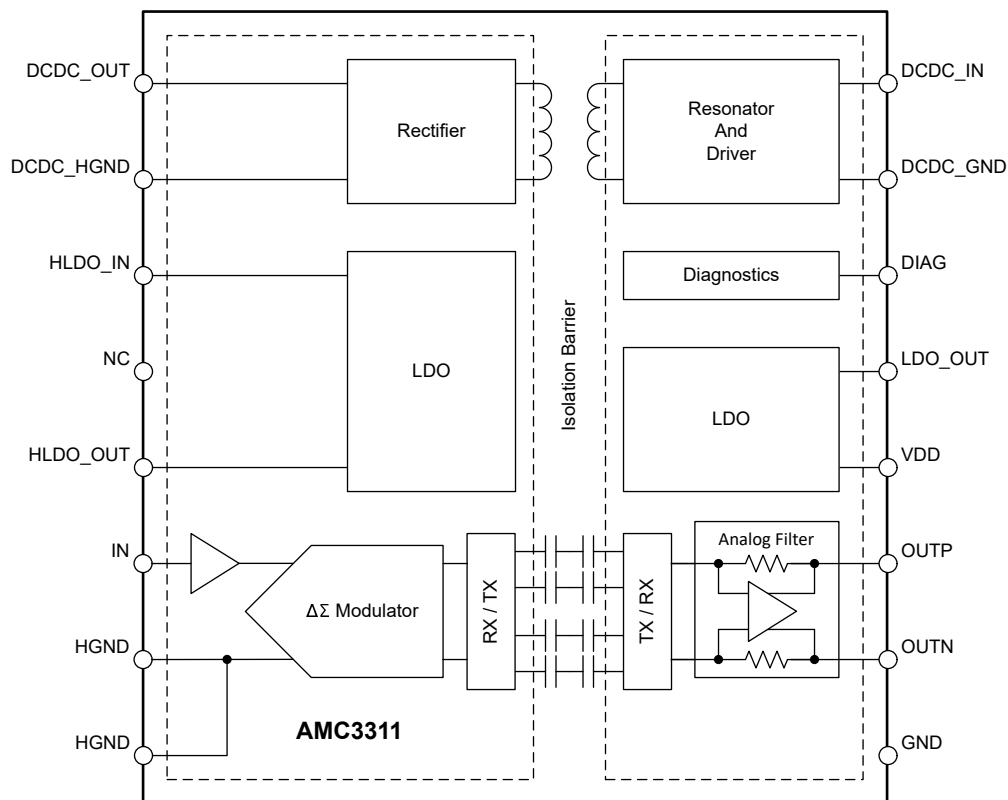 DCDC_OUT
DCDC_HGND
HLDO_IN
NC
HLDO_OUT
IN
HGND
HGND
Rectifier
LDO
ΔΣ Modulator
RX / TX
AMC3311
Isolation Barrier
Resonator
And
Driver
Diagnostics
LDO
TX / RX
Analog Filter
DCDC_IN
DCDC_GND
DIAG
LDO_OUT
VDD
OUTP
OUTN
GND